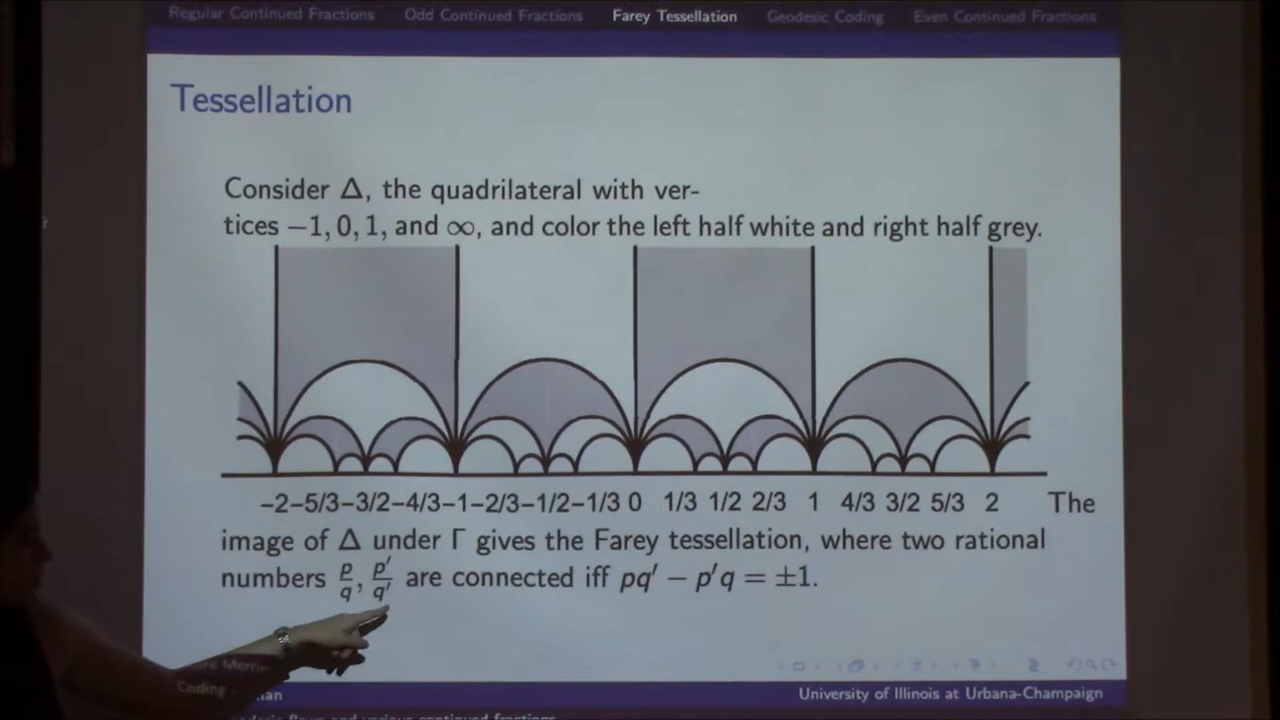 Regular Continued Fractions Odd Continued Fractions Farey Tessellation Geodesic Coding Even Continued Fractions
Tessellation
Consider Δ, the quadrilateral with ver-
tices −1, 0, 1, and ∞, and color the left half white and right half grey.
−2 −5/3 −3/2 −4/3 −1 −2/3 −1/2 −1/3 0 1/3 1/2 2/3 1 4/3 3/2 5/3 2 The
image of Δ under Γ gives the Farey tessellation, where two rational
numbers p/q, p′/q′ are connected iff pq′ − p′q = ±1.
Coding
University of Illinois at Urbana-Champaign
various continued fractions